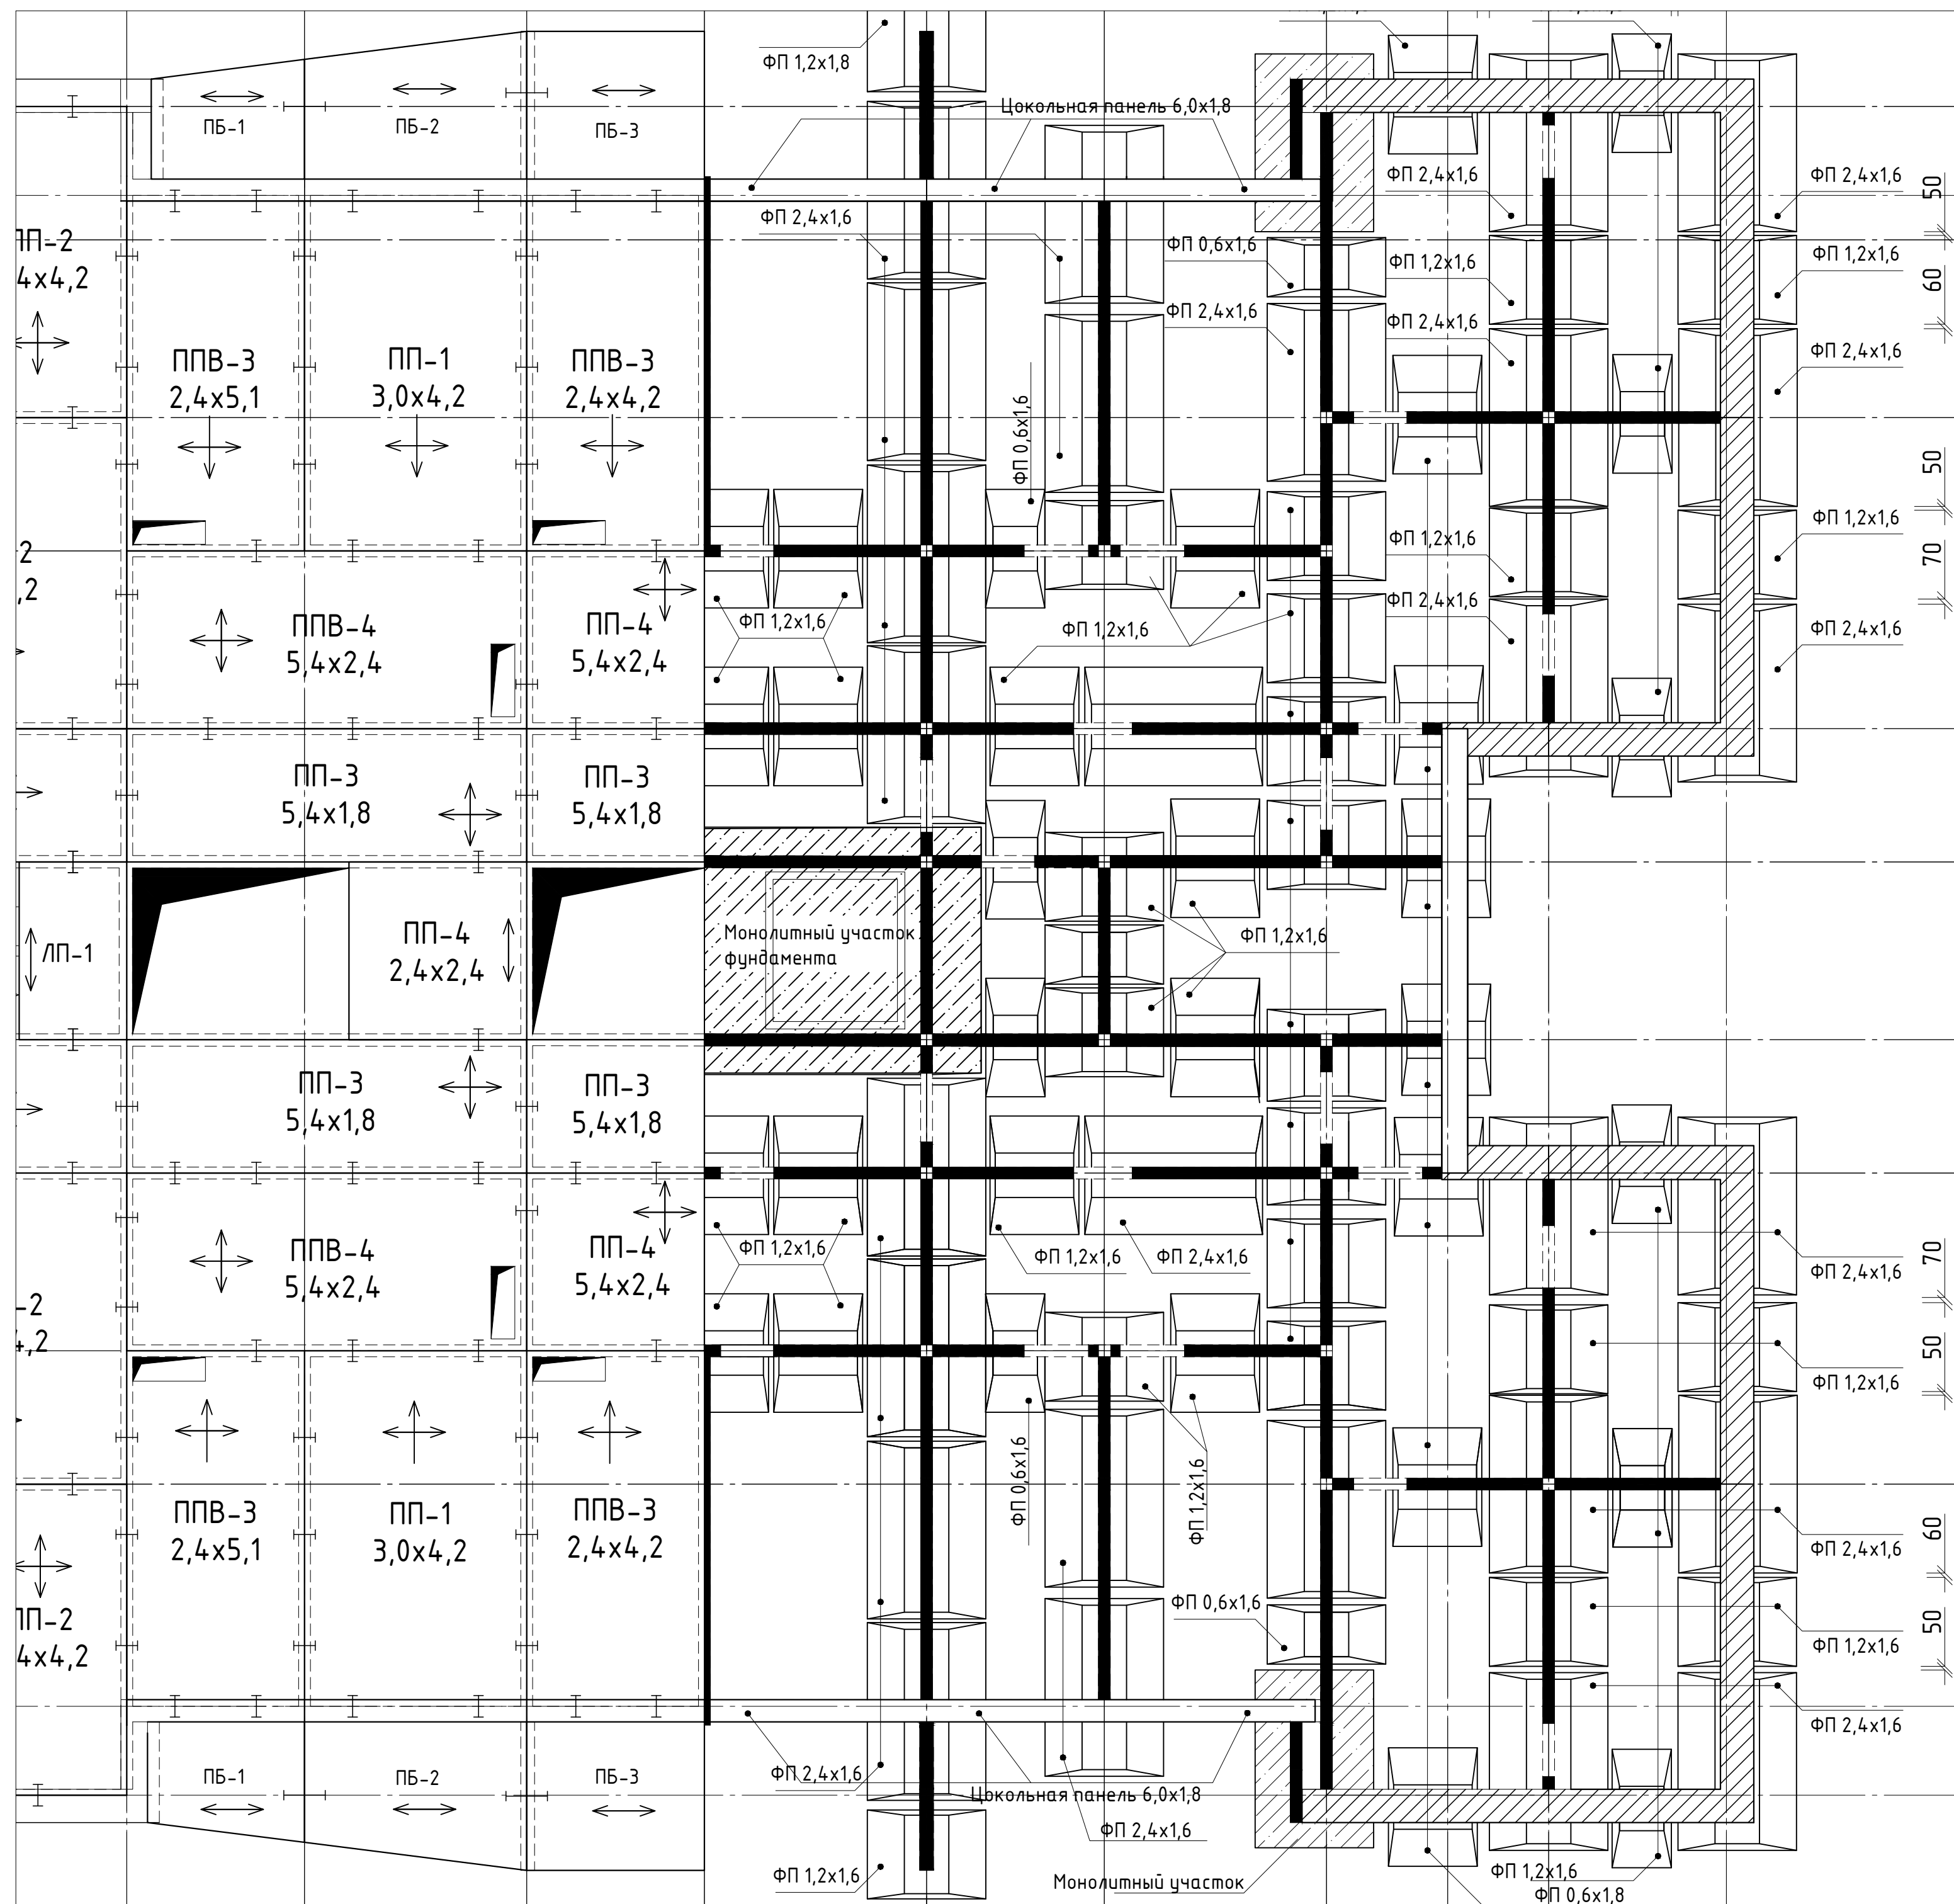 ФП 1,2х1,8
Цокольная панель 6,0х1,8
ПБ-1
ПБ-2
ПБ-3
ФП 2,4х1,6
ФП 2,4х1,6
50
ФП 2,4х1,6
ПП-2
4х4,2
ФП 0,6х1,6
ФП 1,2х1,6
ФП 1,2х1,6
60
ФП 2,4х1,6
ФП 2,4х1,6
ФП 2,4х1,6
ППВ-3
2,4х5,1
ПП-1
3,0х4,2
ППВ-3
2,4х4,2
ФП 0,6х1,6
50
ФП 1,2х1,6
ФП 1,2х1,6
2
,2
70
ФП 2,4х1,6
ФП 2,4х1,6
ППВ-4
5,4х2,4
ПП-4
5,4х2,4
ФП 1,2х1,6
ФП 1,2х1,6
ПП-3
5,4х1,8
ПП-3
5,4х1,8
ЛП-1
ПП-4
2,4х2,4
Монолитный участок
фундамента
ФП 1,2х1,6
ПП-3
5,4х1,8
ПП-3
5,4х1,8
ППВ-4
5,4х2,4
ПП-4
5,4х2,4
ФП 1,2х1,6
ФП 1,2х1,6
ФП 2,4х1,6
ФП 2,4х1,6
70
-2
4,2
50
ФП 1,2х1,6
ФП 0,6х1,6
ФП 1,2х1,6
ППВ-3
2,4х5,1
ПП-1
3,0х4,2
ППВ-3
2,4х4,2
60
ФП 2,4х1,6
ПП-2
4х4,2
ФП 0,6х1,6
50
ФП 1,2х1,6
ФП 2,4х1,6
ПБ-1
ПБ-2
ПБ-3
ФП 2,4х1,6
Цокольная панель 6,0х1,8
ФП 2,4х1,6
ФП 1,2х1,6
Монолитный участок
ФП 1,2х1,6
ФП 0,6х1,8